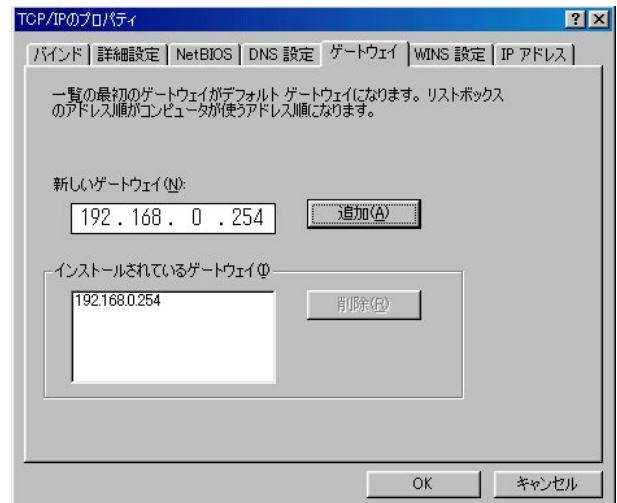 TCP/IPのプロパティ
バインド 詳細設定 NetBIOS DNS 設定 ゲートウェイ WINS 設定 IP アドレス
一覧の最初のゲートウェイがデフォルト ゲートウェイになります。リストボックス
のアドレス順がコンピュータが使うアドレス順になります。
新しいゲートウェイ(N):
192 . 168 . 0 . 254 追加(A)
インストールされているゲートウェイ(I)
192.168.0.254 削除(R)
OK キャンセル